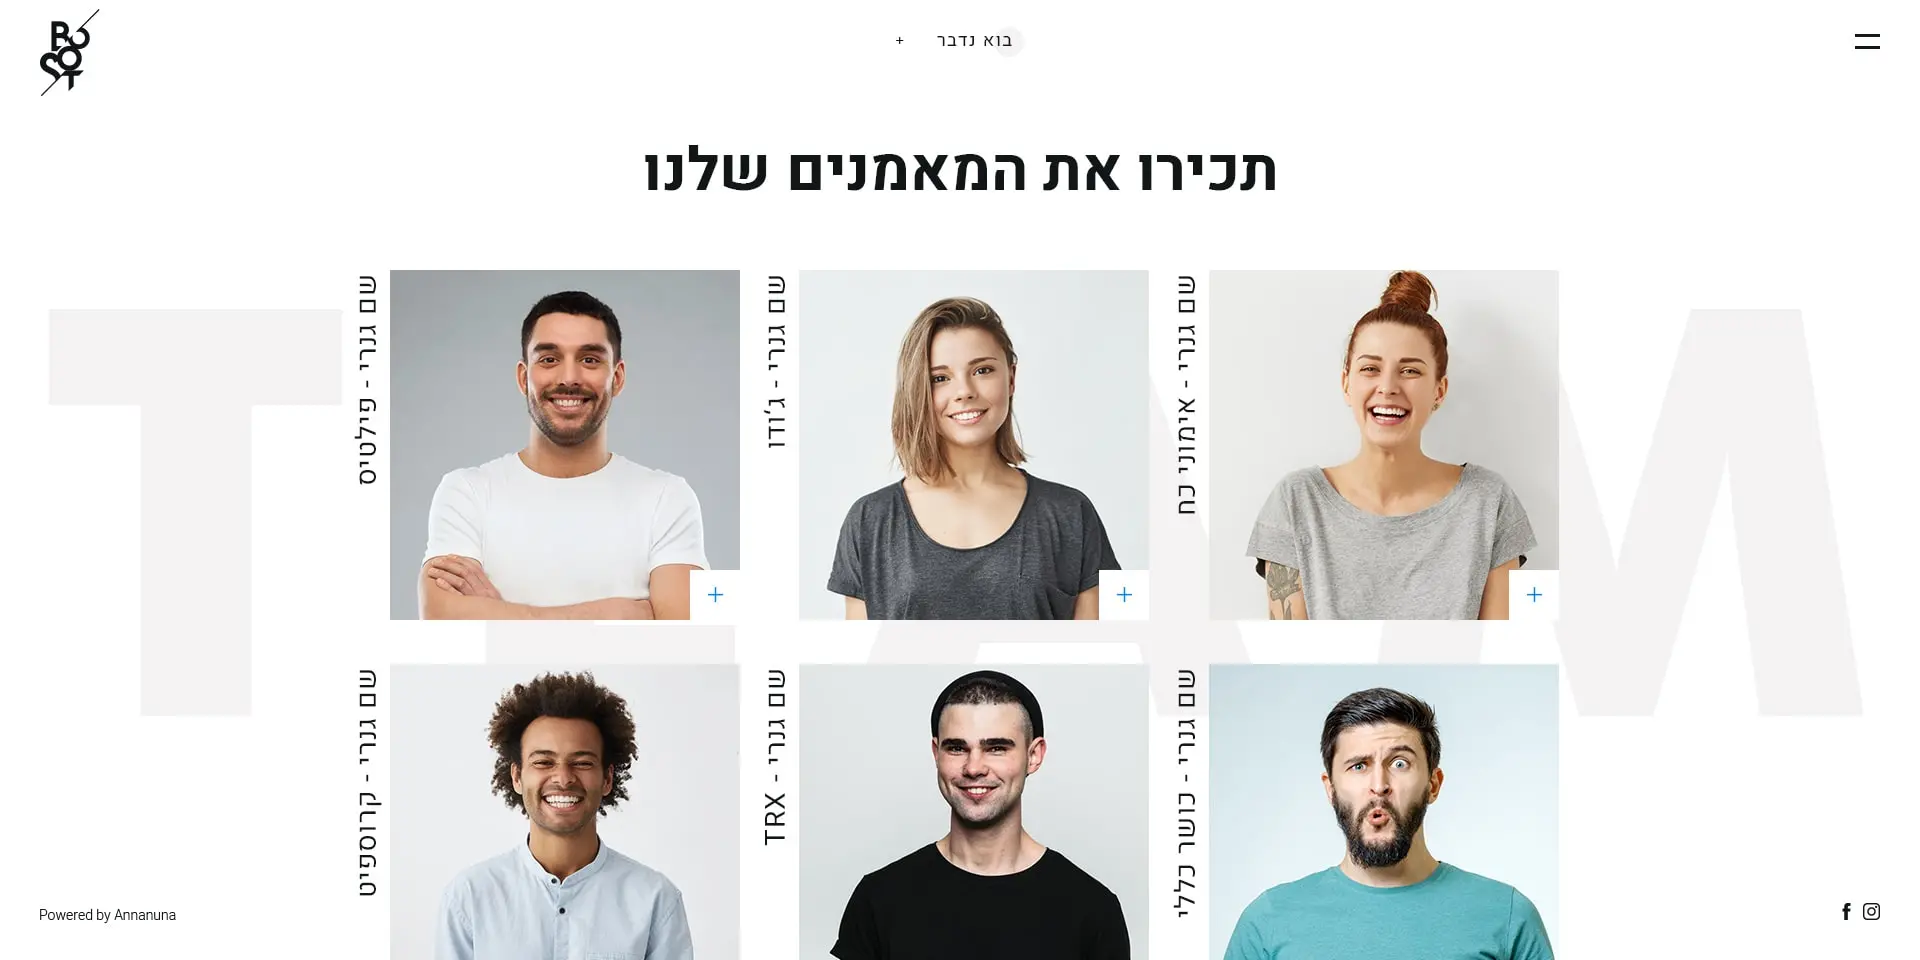 BOOST
בוא נדבר +
תכירו את המאמנים שלנו
TEAM
שם גנרי - אימוני כח
שם גנרי - ג'ודו
שם גנרי - פילטיס
שם גנרי - כושר כללי
שם גנרי - TRX
שם גנרי - קרוספיט
Powered by Annanuna